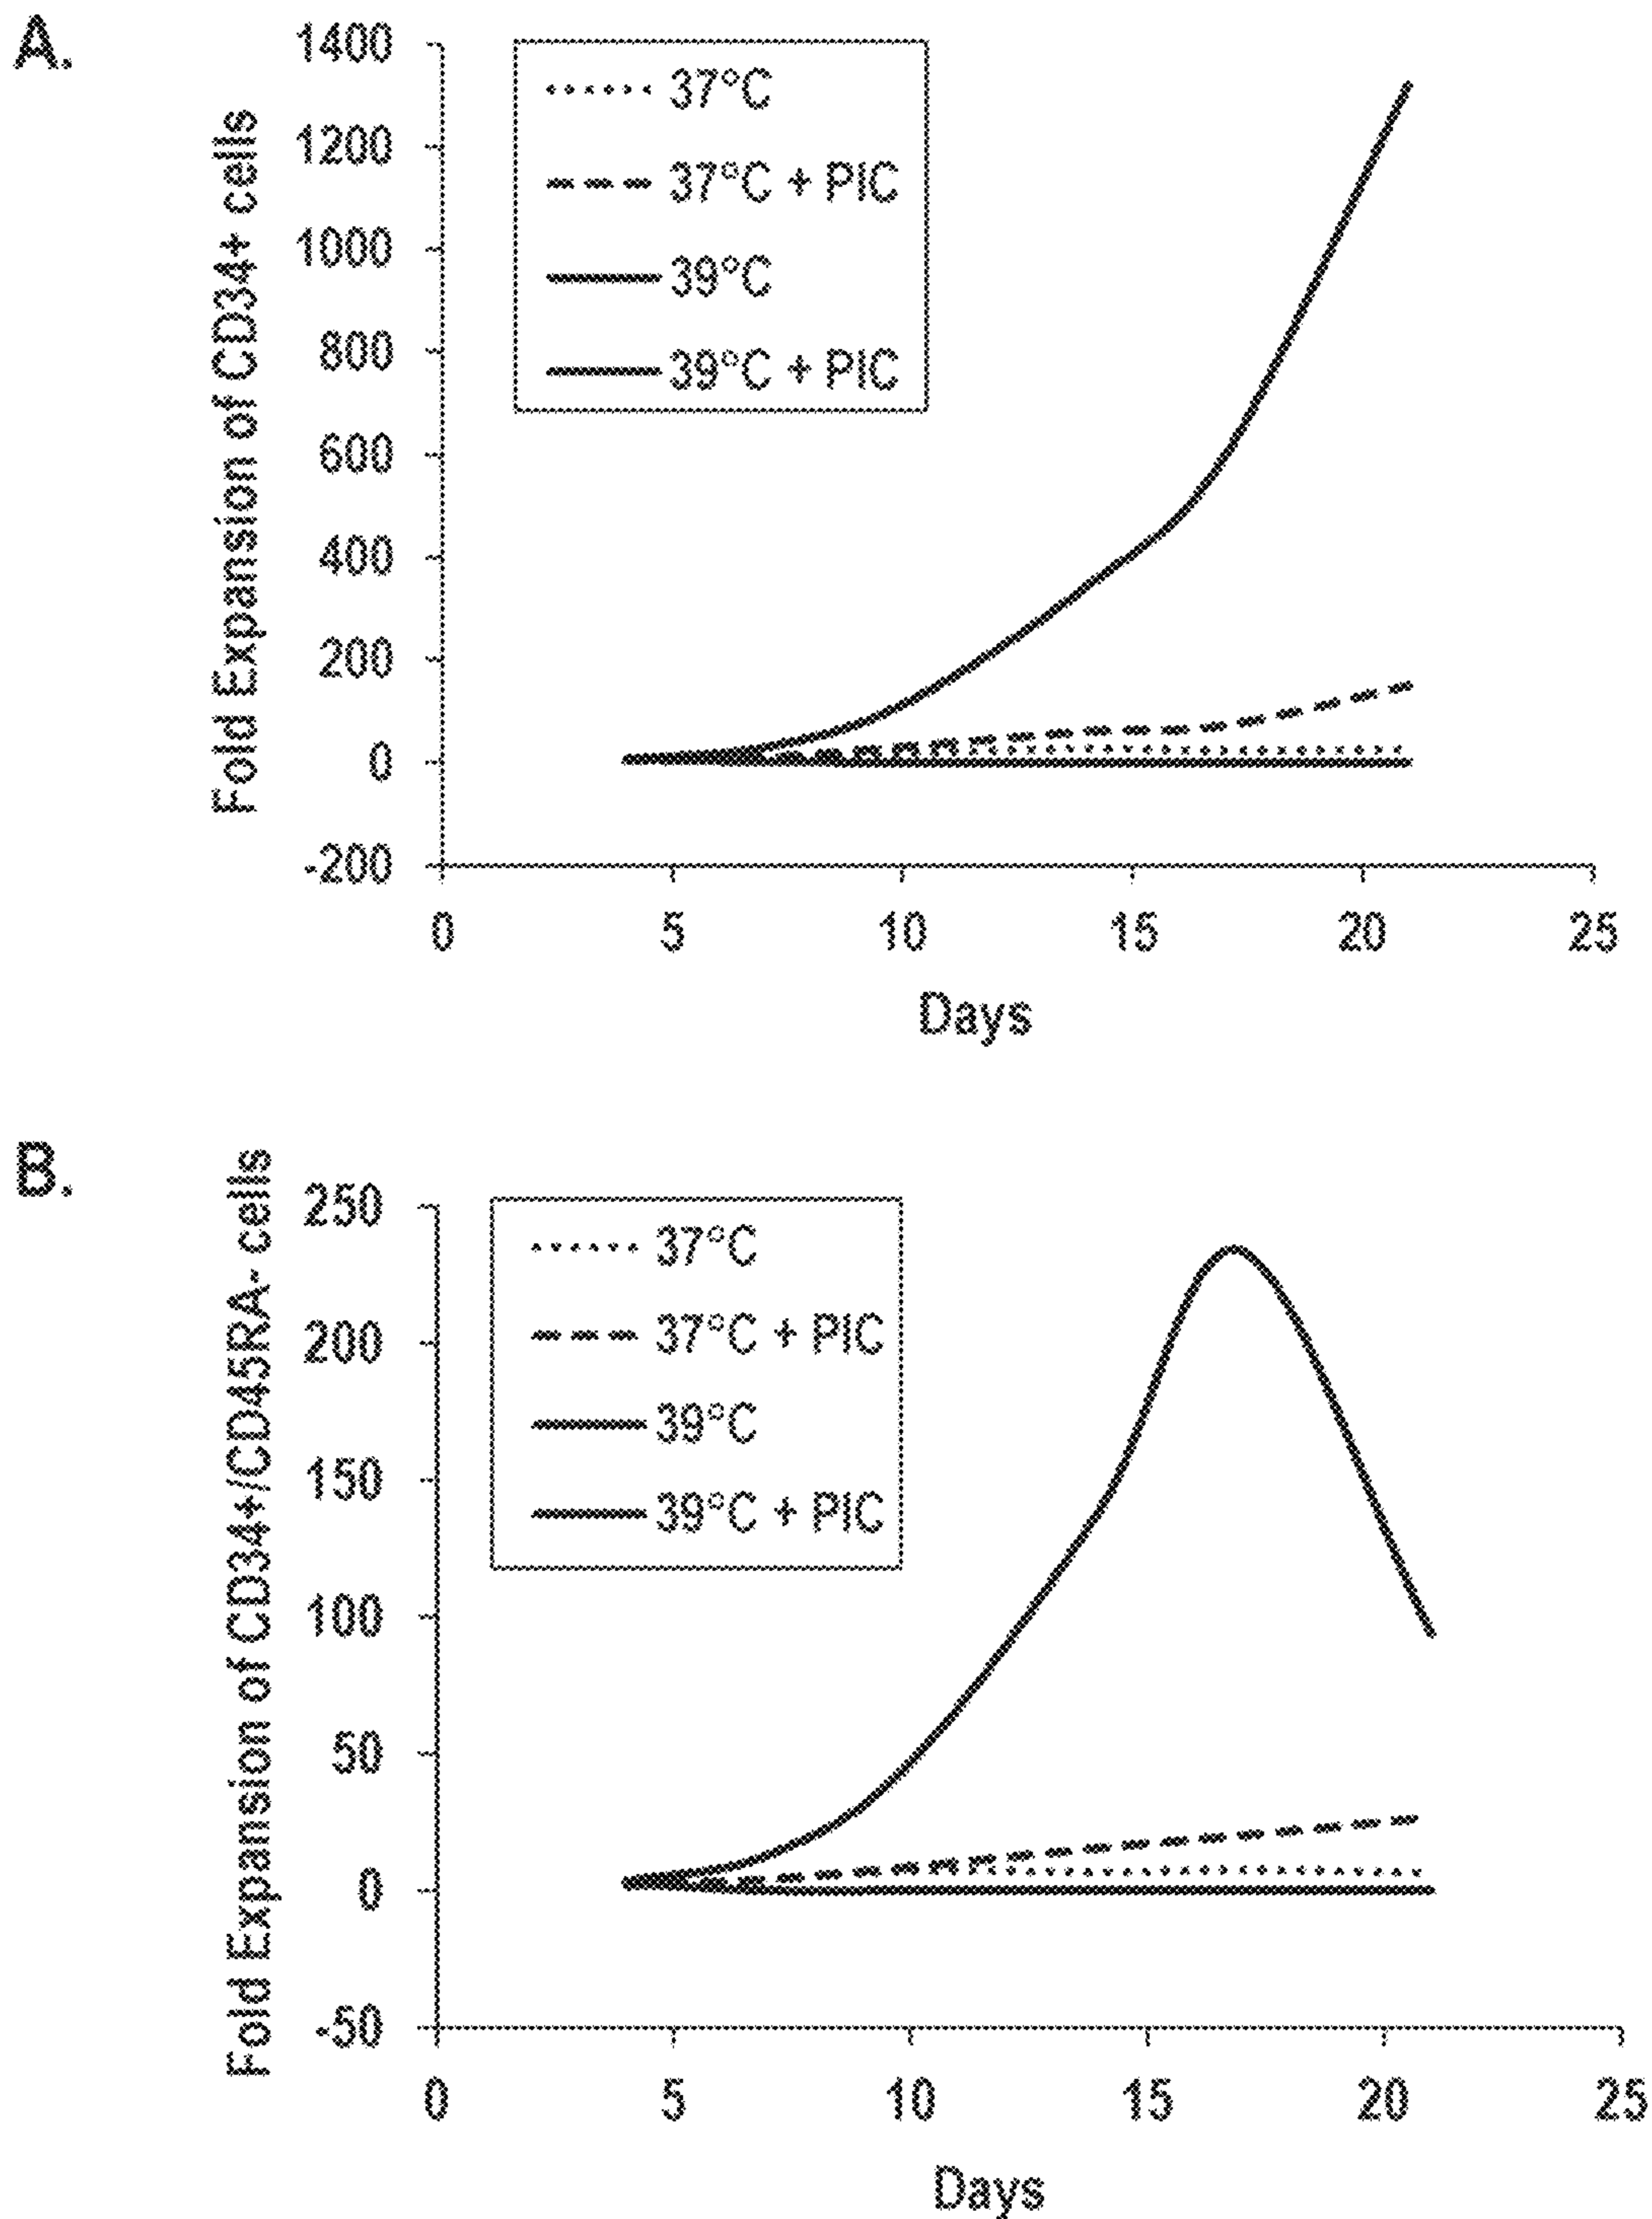 A.
Fold Expansion of CD34+ cells
1400
1200
1000
800
600
400
200
0
-200
37°C
37°C + PIC
39°C
39°C + PIC
0 5 10 15 20 25
Days
B.
Fold Expansion of CD34+/CD45RA- cells
250
200
150
100
50
0
-50
37°C
37°C + PIC
39°C
39°C + PIC
0 5 10 15 20 25
Days